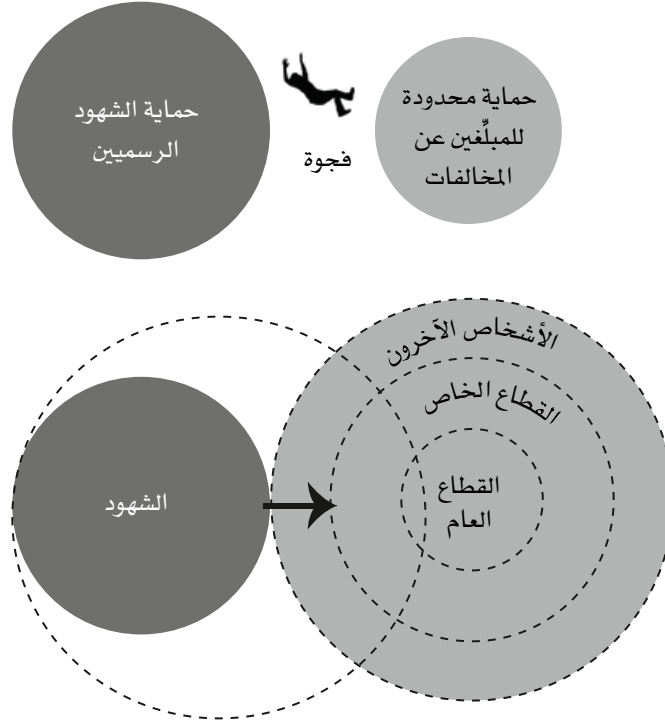 حماية الشهود
الرسميين
فجوة
حماية محدودة
للمبلِّغين عن
المخالفات
الأشخاص الآخرون
القطاع الخاص
القطاع
العام
الشهود